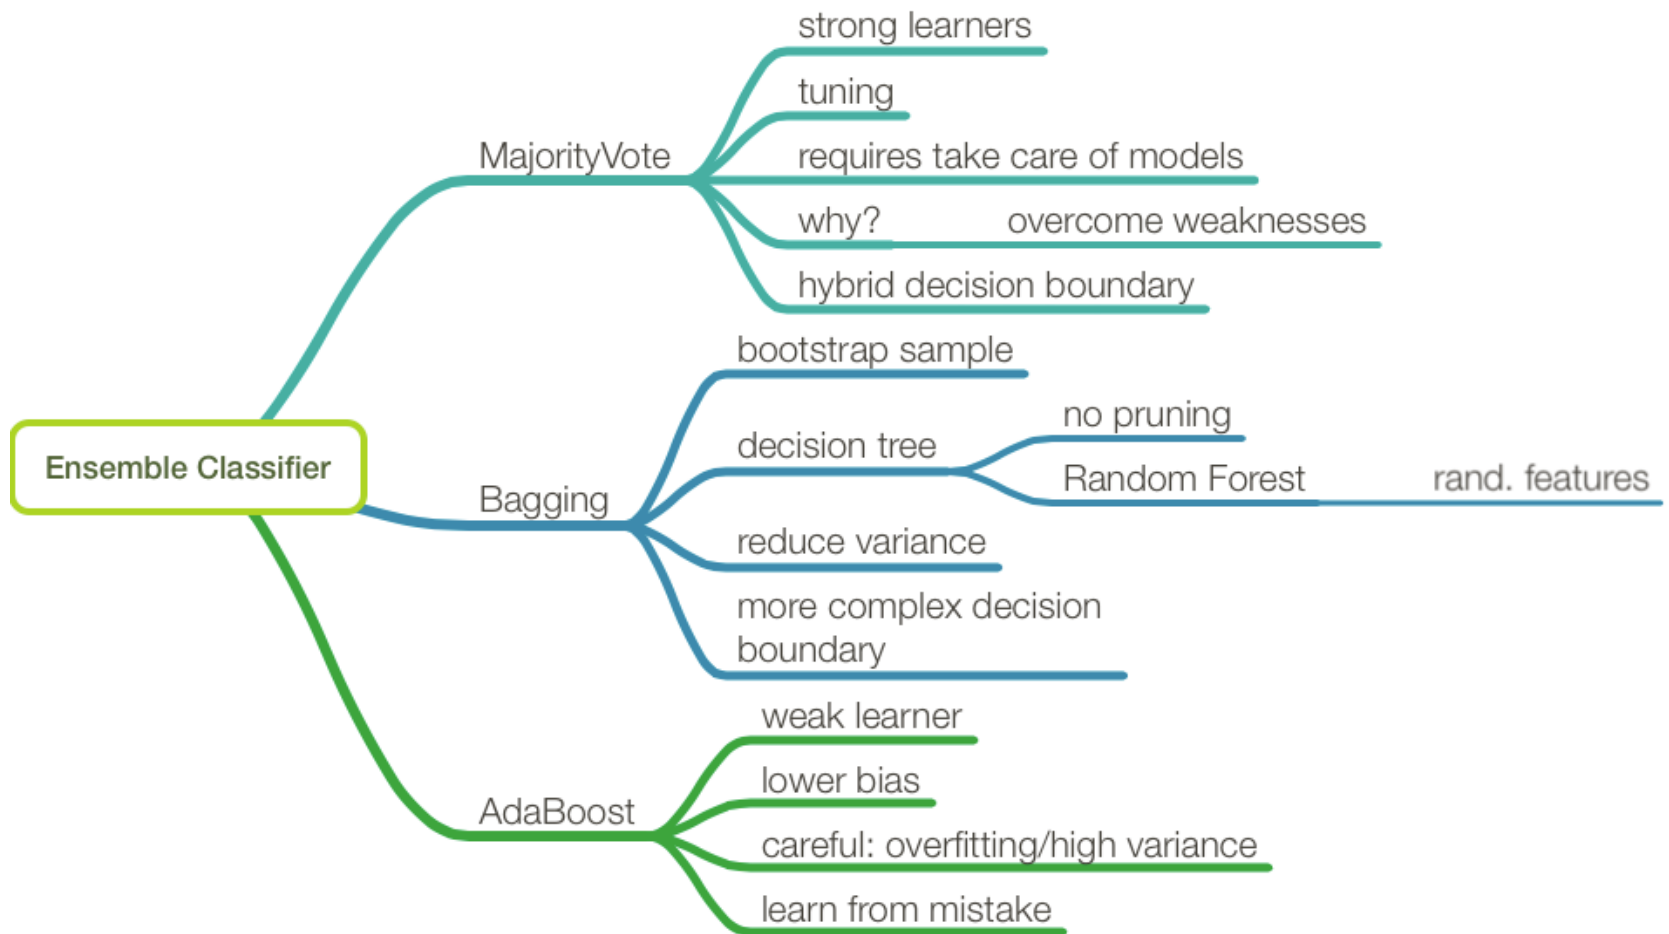 Ensemble Classifier
MajorityVote
strong learners
tuning
requires take care of models
why?
overcome weaknesses
hybrid decision boundary
Bagging
bootstrap sample
decision tree
no pruning
Random Forest
rand. features
reduce variance
more complex decision
boundary
AdaBoost
weak learner
lower bias
careful: overfitting/high variance
learn from mistake